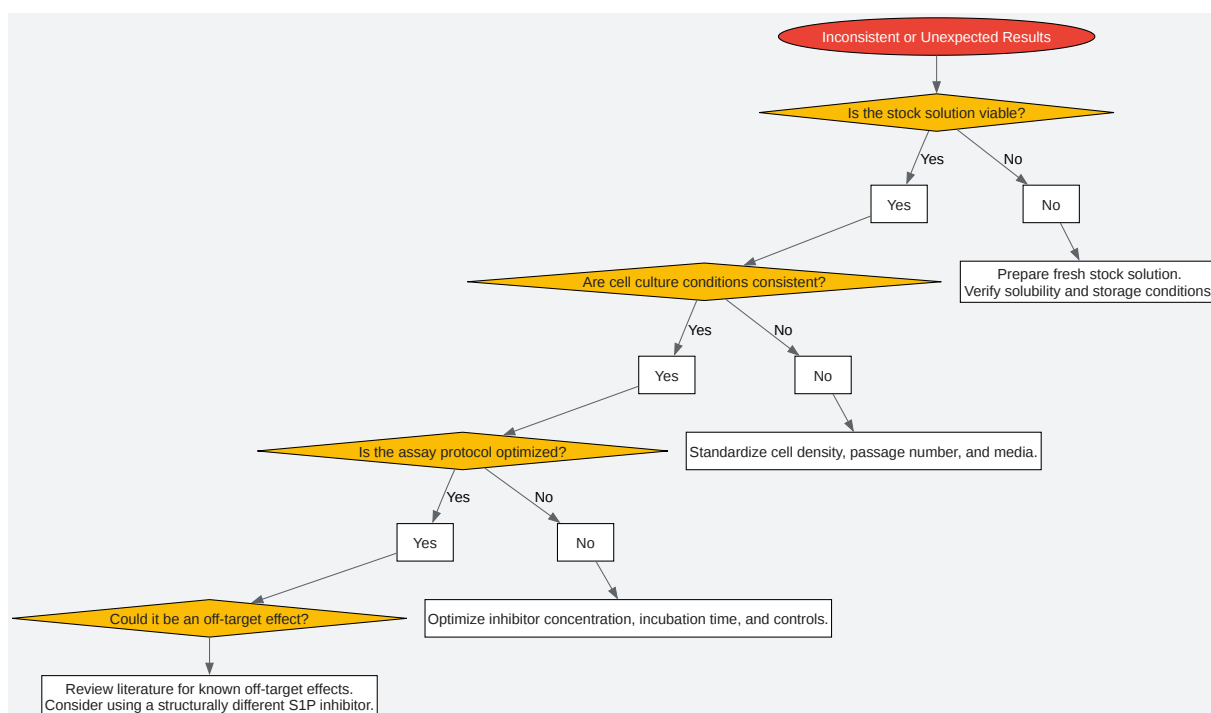 Inconsistent or Unexpected Results
Is the stock solution viable?
Yes
No
Yes
No
Prepare fresh stock solution.
Verify solubility and storage conditions
Are cell culture conditions consistent?
Yes
No
Yes
No
Standardize cell density, passage number, and media.
Is the assay protocol optimized?
Yes
No
Yes
No
Optimize inhibitor concentration, incubation time, and controls.
Could it be an off-target effect?
Review literature for known off-target effects.
Consider using a structurally different S1P inhibitor.